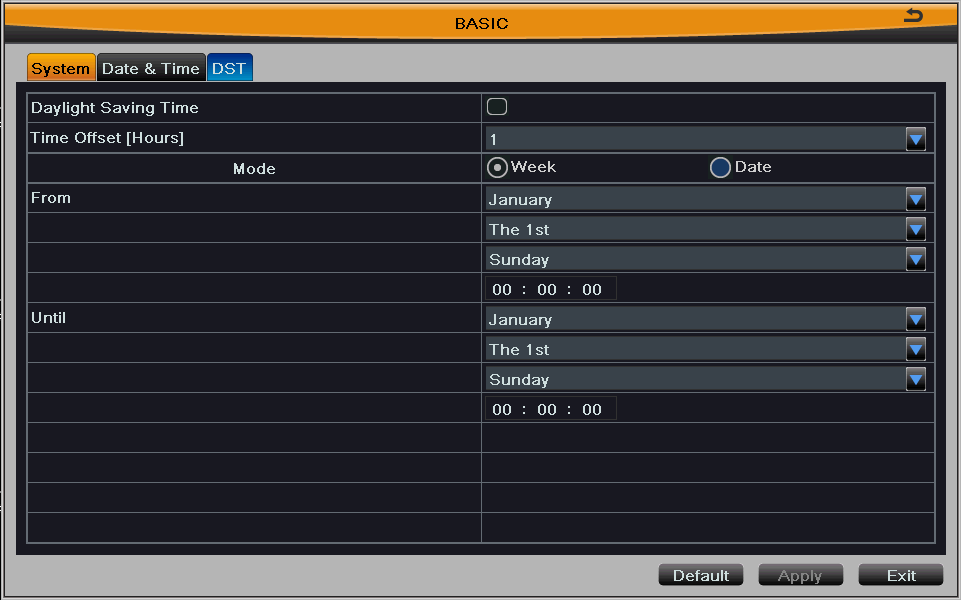 BASIC
System Date & Time DST
Daylight Saving Time
Time Offset [Hours] 1
Mode Week Date
From January
The 1st
Sunday
00 : 00 : 00
Until January
The 1st
Sunday
00 : 00 : 00
Default Apply Exit